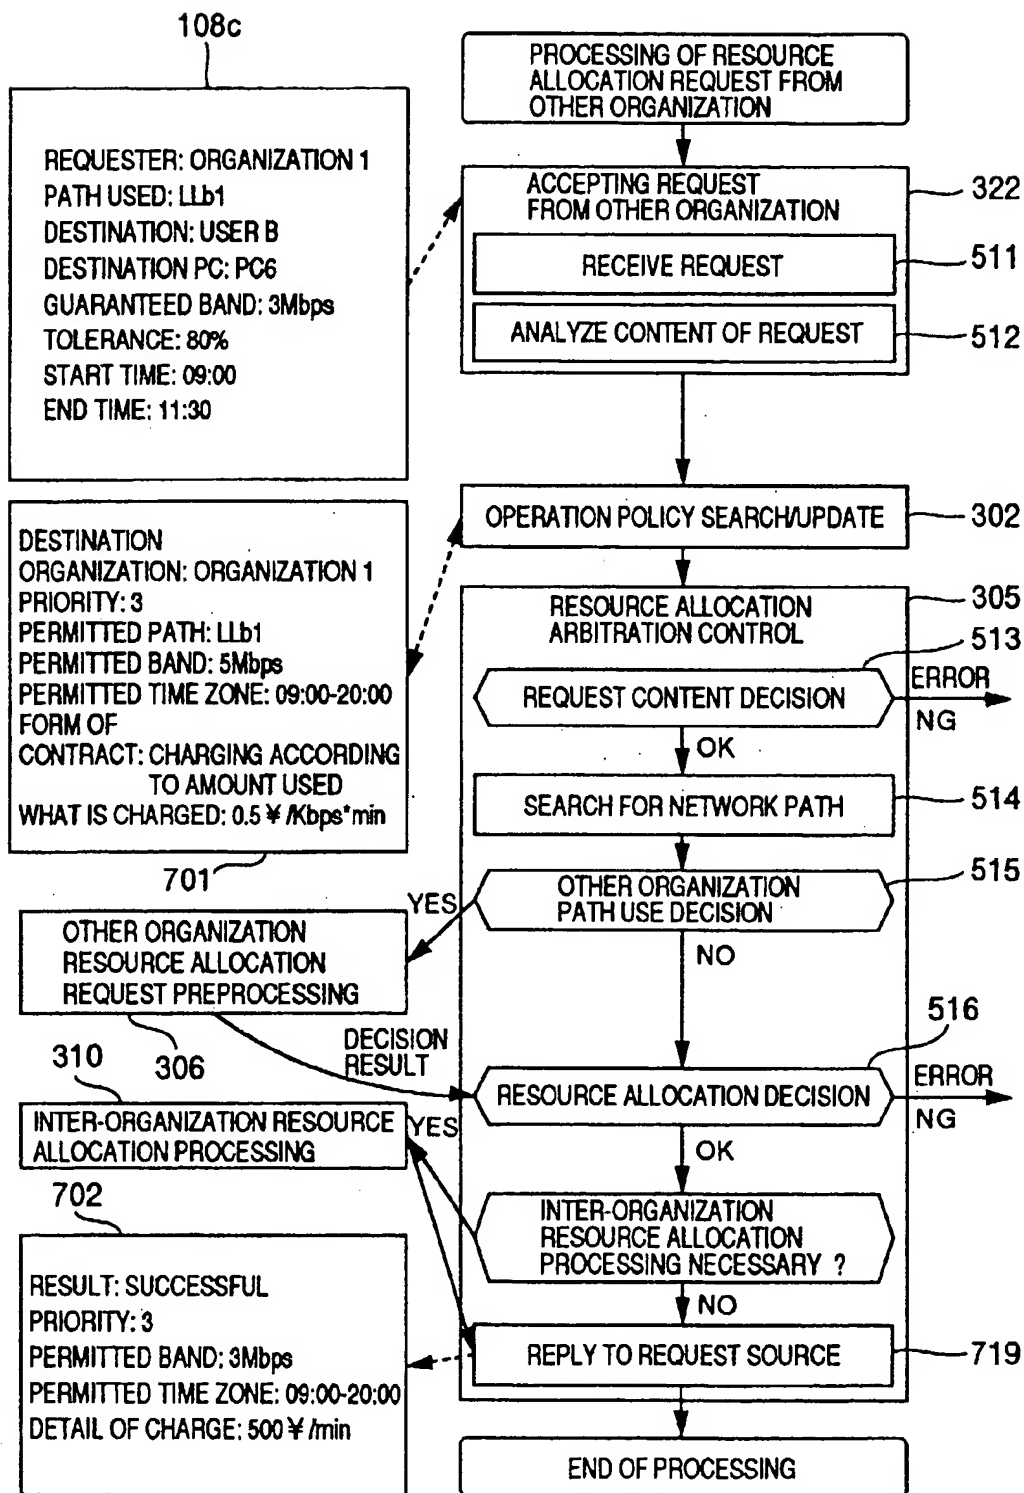 108c
REQUESTER: ORGANIZATION 1
PATH USED: LLb1
DESTINATION: USER B
DESTINATION PC: PC6
GUARANTEED BAND: 3Mbps
TOLERANCE: 80%
START TIME: 09:00
END TIME: 11:30
PROCESSING OF RESOURCE
ALLOCATION REQUEST FROM
OTHER ORGANIZATION
ACCEPTING REQUEST
FROM OTHER ORGANIZATION
322
RECEIVE REQUEST
511
ANALYZE CONTENT OF REQUEST
512
OPERATION POLICY SEARCH/UPDATE
302
DESTINATION
ORGANIZATION: ORGANIZATION 1
PRIORITY: 3
PERMITTED PATH: LLb1
PERMITTED BAND: 5Mbps
PERMITTED TIME ZONE: 09:00-20:00
FORM OF
CONTRACT: CHARGING ACCORDING
TO AMOUNT USED
WHAT IS CHARGED: 0.5 ¥ /Kbps*min
701
RESOURCE ALLOCATION
ARBITRATION CONTROL
305
513
REQUEST CONTENT DECISION
ERROR
NG
OK
SEARCH FOR NETWORK PATH
514
OTHER ORGANIZATION
PATH USE DECISION
515
YES
NO
OTHER ORGANIZATION
RESOURCE ALLOCATION
REQUEST PREPROCESSING
306
DECISION
RESULT
516
RESOURCE ALLOCATION DECISION
ERROR
NG
OK
310
INTER-ORGANIZATION RESOURCE
ALLOCATION PROCESSING
YES
INTER-ORGANIZATION
RESOURCE ALLOCATION
PROCESSING NECESSARY ?
NO
702
RESULT: SUCCESSFUL
PRIORITY: 3
PERMITTED BAND: 3Mbps
PERMITTED TIME ZONE: 09:00-20:00
DETAIL OF CHARGE: 500 ¥ /min
REPLY TO REQUEST SOURCE
719
END OF PROCESSING